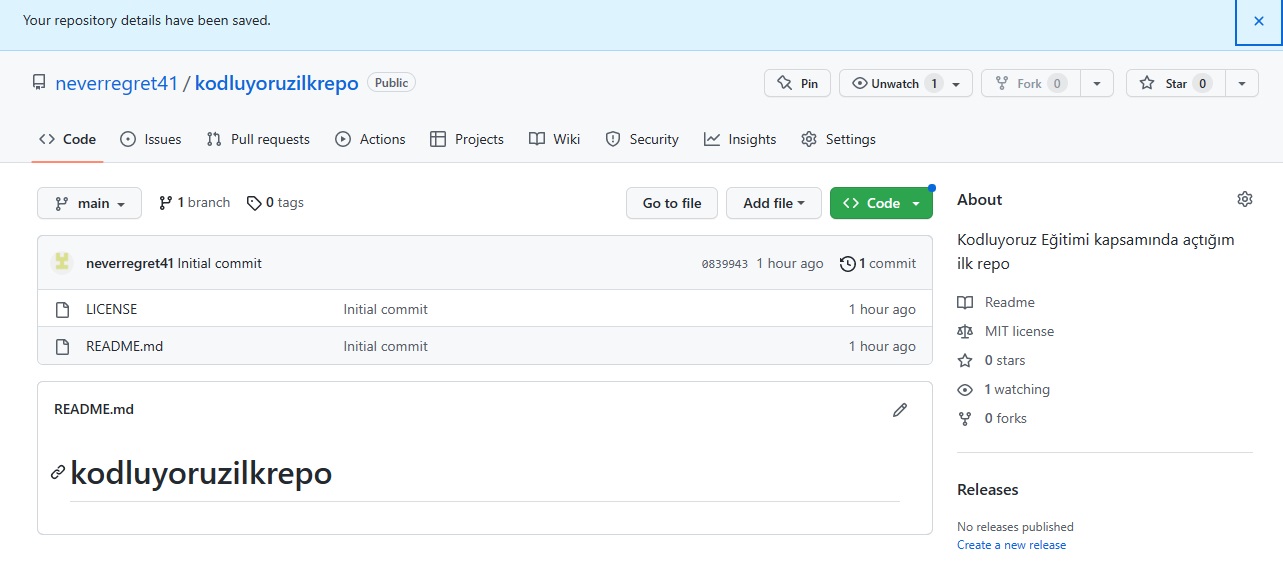 Your repository details have been saved.
neverregret41 / kodluyoruzilkrepo Public
Pin
Unwatch 1
Fork 0
Star 0
Code
Issues
Pull requests
Actions
Projects
Wiki
Security
Insights
Settings
main
1 branch
0 tags
Go to file
Add file
Code
neverregret41 Initial commit
0839943 1 hour ago
1 commit
LICENSE Initial commit 1 hour ago
README.md Initial commit 1 hour ago
README.md
kodluyoruzilkrepo
About
Kodluyoruz Eğitimi kapsamında açtığım
ilk repo
Readme
MIT license
0 stars
1 watching
0 forks
Releases
No releases published
Create a new release